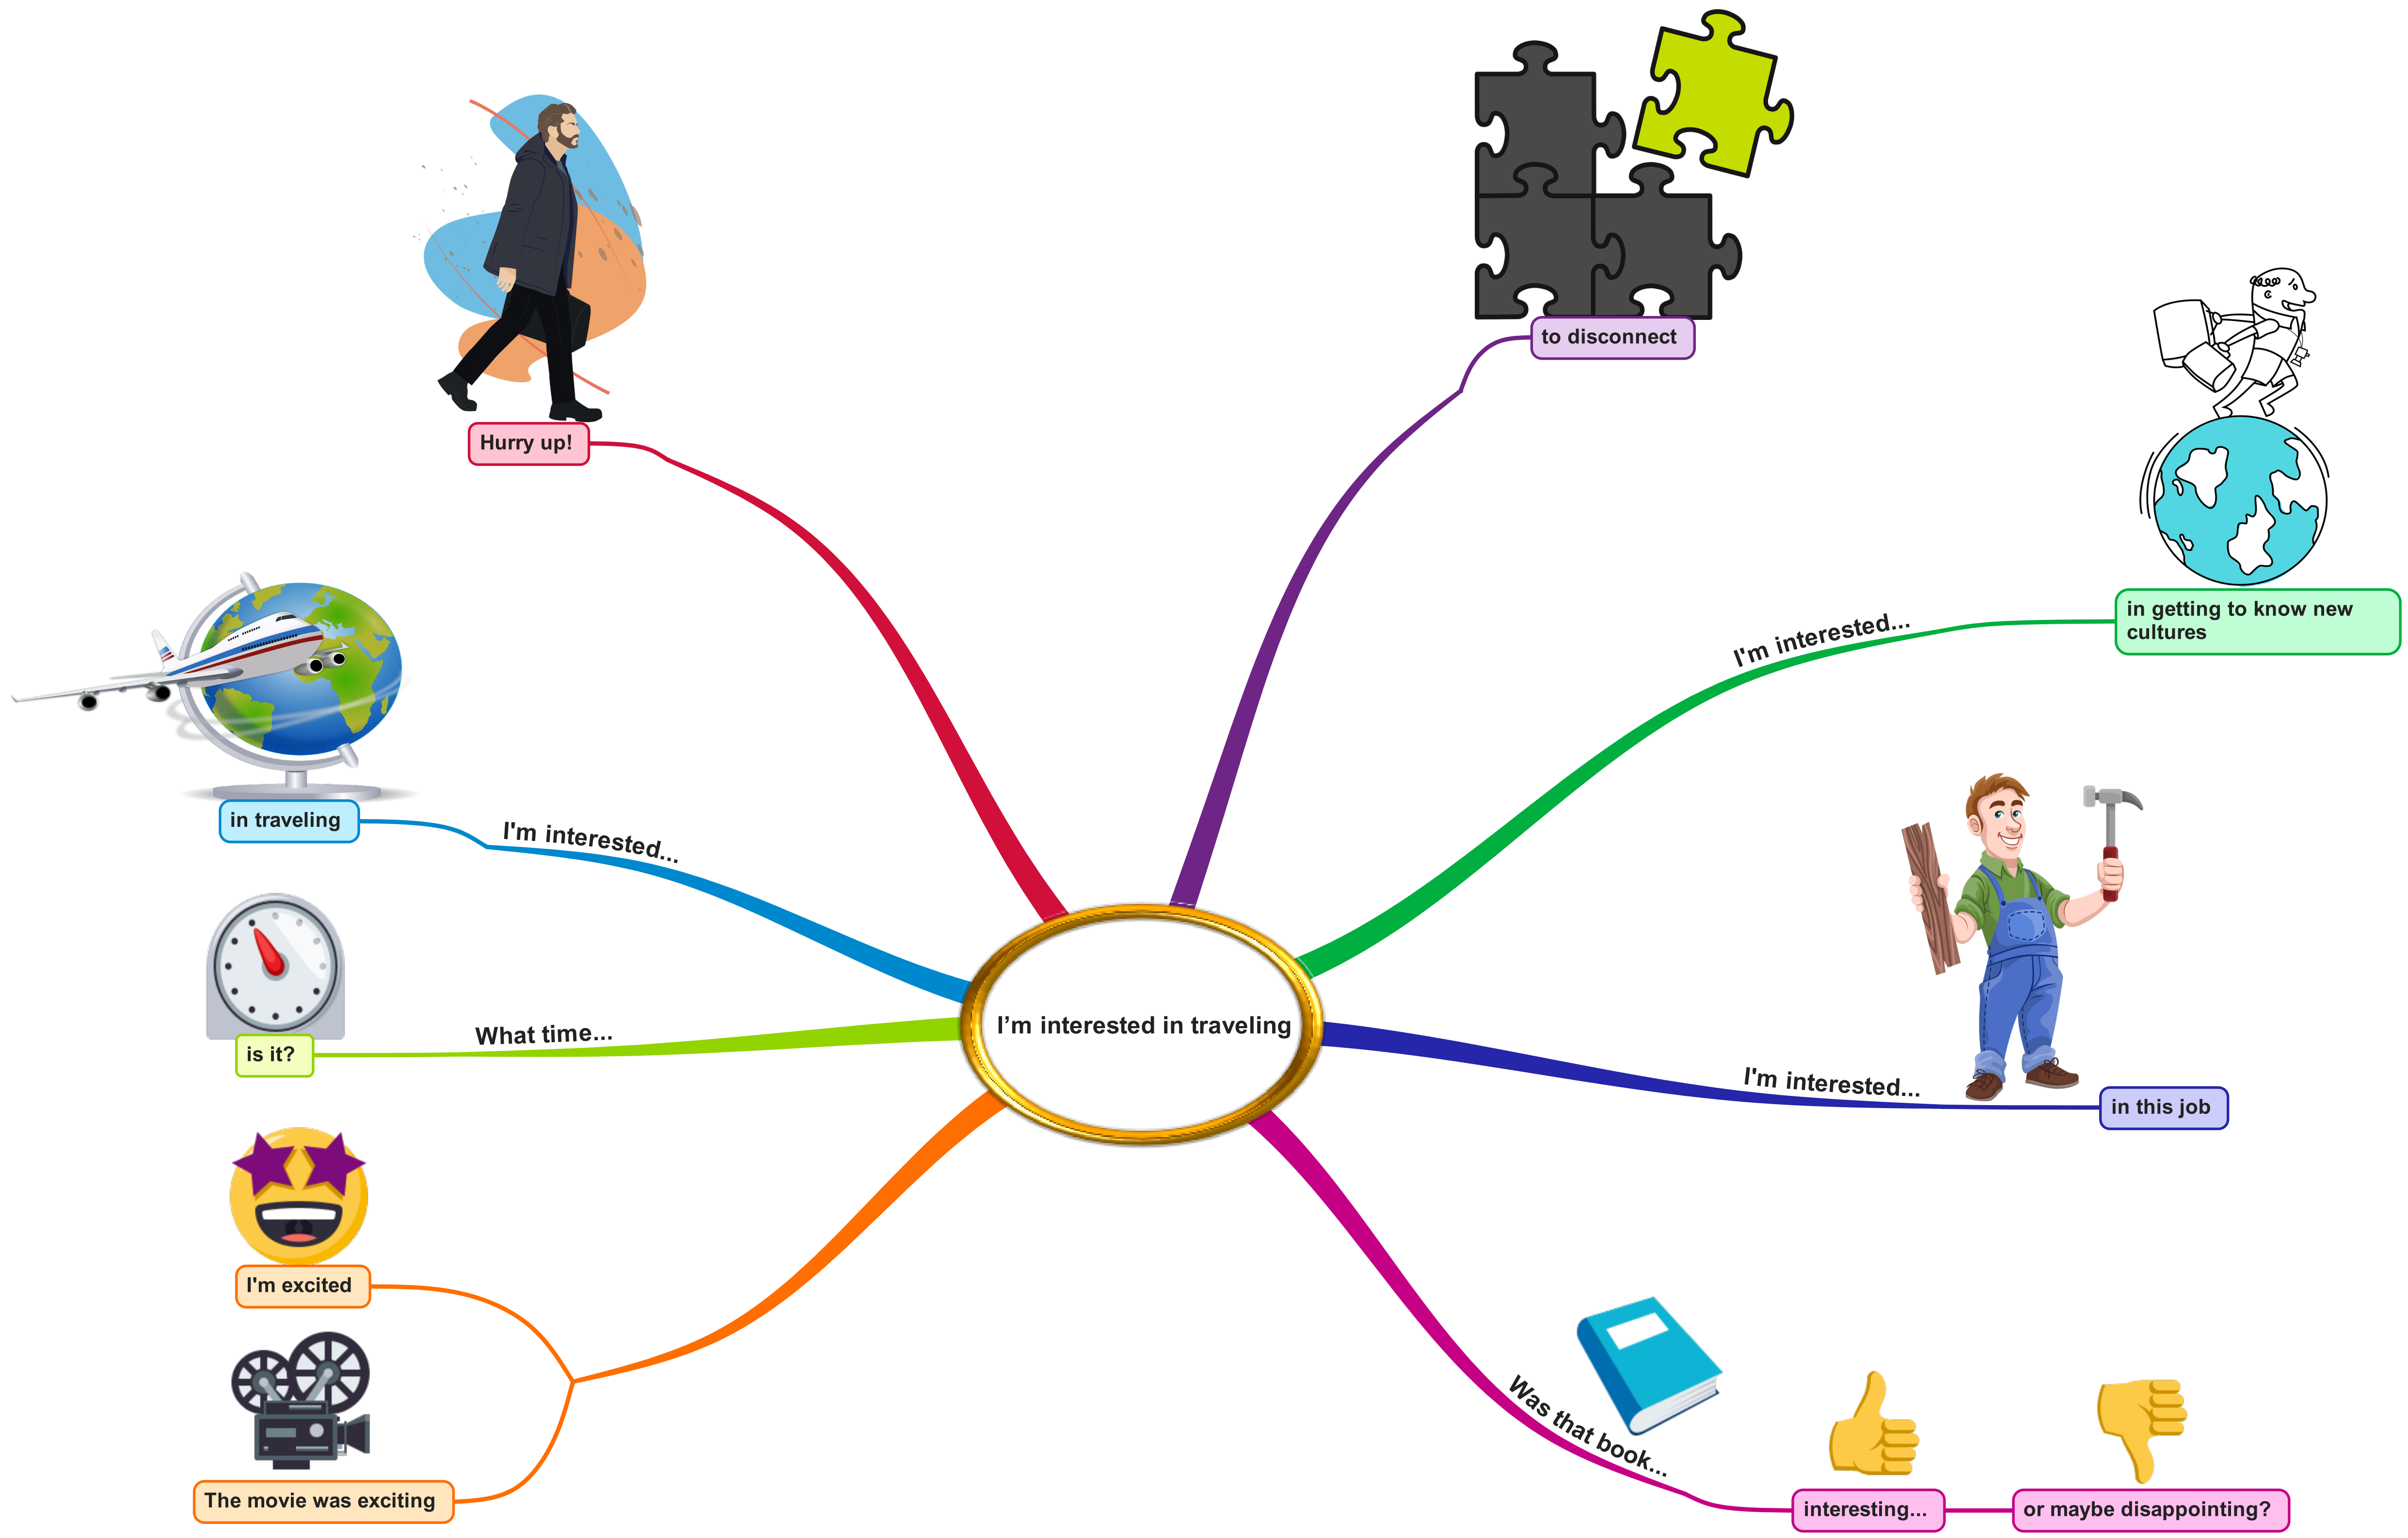 I’m interested in traveling
to disconnect
I'm interested...
in getting to know new
cultures
I'm interested...
in this job
Was that book...
interesting...
or maybe disappointing?
Hurry up!
I'm interested...
in traveling
What time...
is it?
I'm excited
The movie was exciting